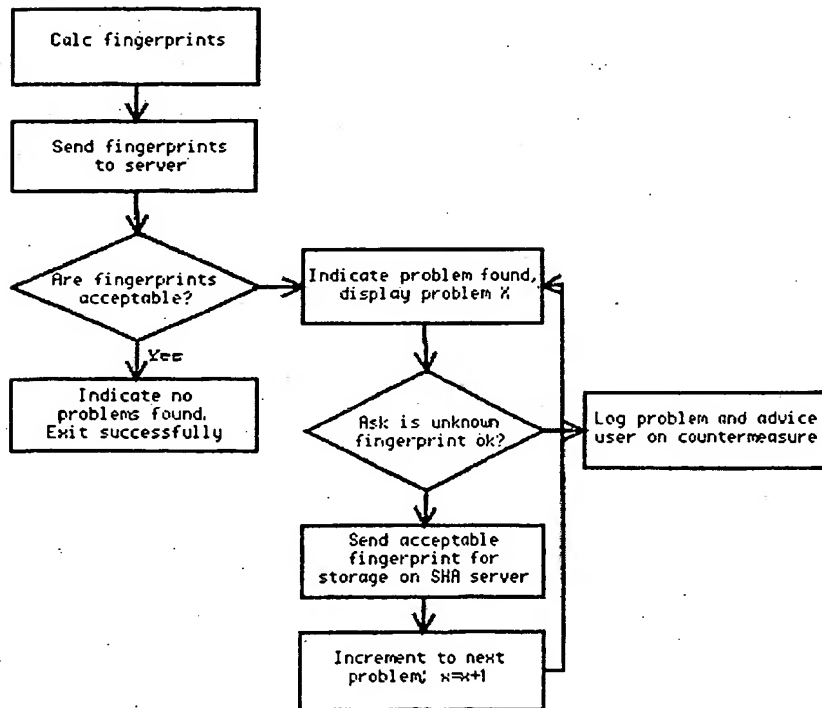 Calc fingerprints
Send fingerprints
to server
Are fingerprints
acceptable?
Yes
Indicate no
problems found.
Exit successfully
Indicate problem found,
display problem X
Ask is unknown
fingerprint ok?
Log problem and advice
user on countermeasure
Send acceptable
fingerprint for
storage on SHA server
Increment to next
problem; x=x+1